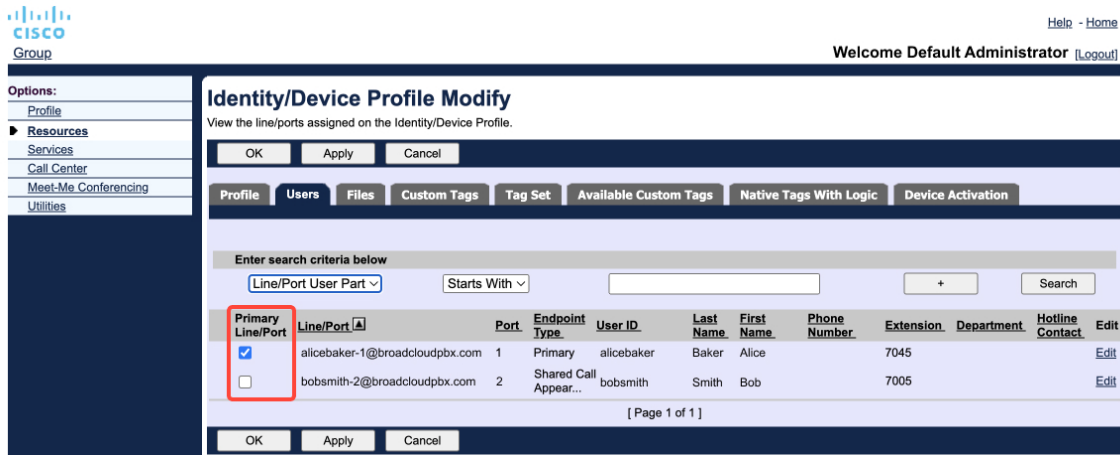 CISCO
Help - Home
Group
Welcome Default Administrator [Logout]
Options:
Profile
Resources
Services
Call Center
Meet-Me Conferencing
Utilities
Identity/Device Profile Modify
View the line/ports assigned on the Identity/Device Profile.
OK Apply Cancel
Profile Users Files Custom Tags Tag Set Available Custom Tags Native Tags With Logic Device Activation
Enter search criteria below
Line/Port User Part Starts With + Search
Primary Line/Port Line/Port Port Endpoint Type User ID Last Name First Name Phone Number Extension Department Hotline Contact Edit
alicebaker-1@broadcloudpbx.com 1 Primary alicebaker Baker Alice 7045 Edit
bobsmith-2@broadcloudpbx.com 2 Shared Call Appear... bobsmith Smith Bob 7005 Edit
[ Page 1 of 1 ]
OK Apply Cancel